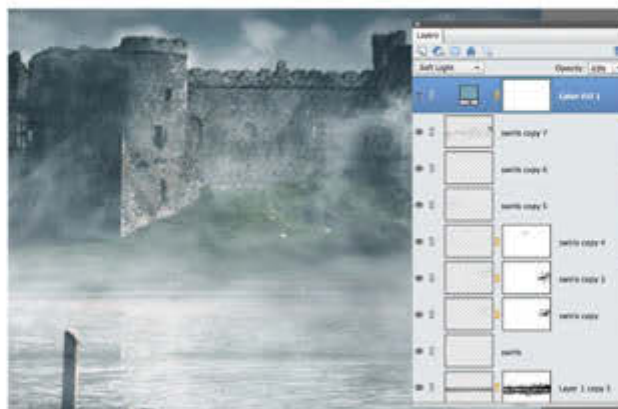 Layers
Soft Light Opacity: 43%
Color Fill 1
swirls copy 7
swirls copy 6
swirls copy 5
swirls copy 4
swirls copy 3
swirls copy
swirls
Layer 1 copy 5